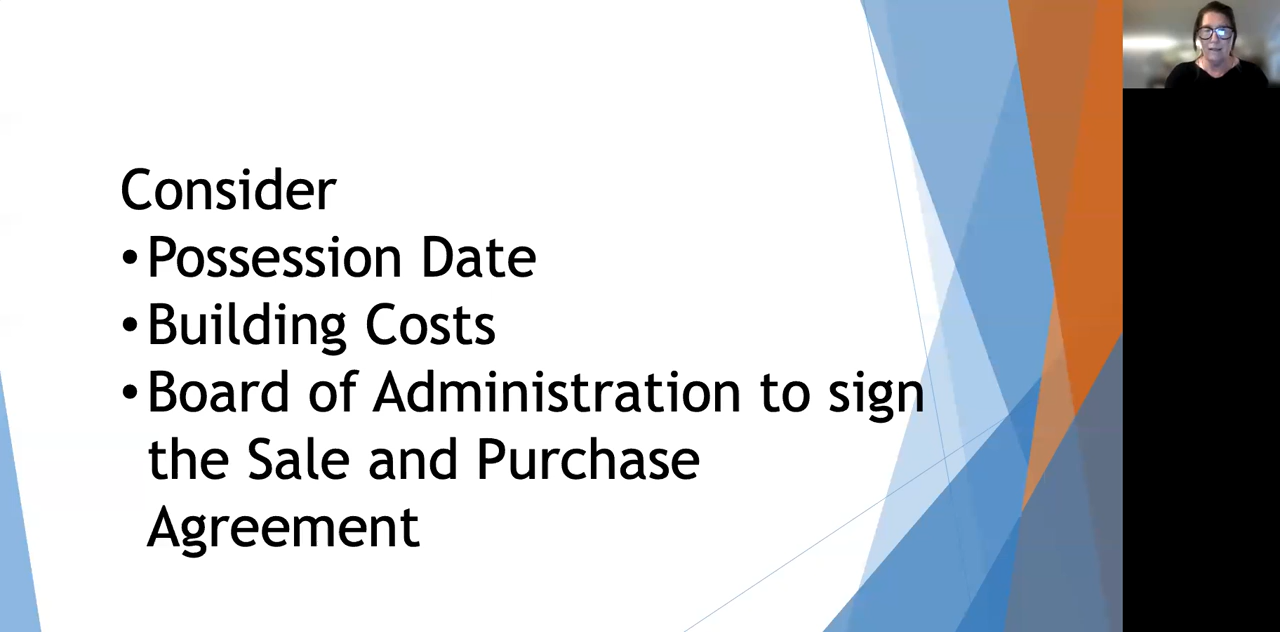 Consider
•Possession Date
•Building Costs
•Board of Administration to sign
the Sale and Purchase
Agreement